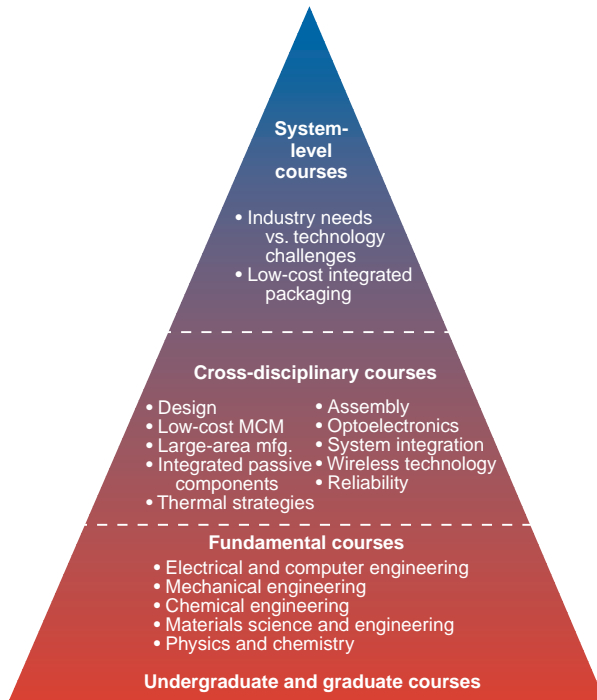 System-
level
courses
• Industry needs
vs. technology
challenges
• Low-cost integrated
packaging
Cross-disciplinary courses
• Design
• Low-cost MCM
• Large-area mfg.
• Integrated passive
components
• Thermal strategies
• Assembly
• Optoelectronics
• System integration
• Wireless technology
• Reliability
Fundamental courses
• Electrical and computer engineering
• Mechanical engineering
• Chemical engineering
• Materials science and engineering
• Physics and chemistry
Undergraduate and graduate courses